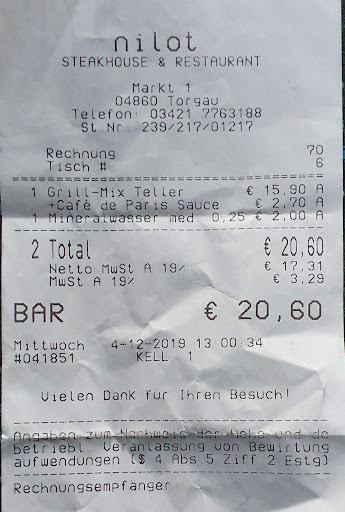 nilot
STEAKHOUSE & RESTAURANT
Markt 1
04860 Torgau
Telefon: 03421 7763188
St.Nr. 239/217/01217
Rechnung 70
Tisch # 6
1 Grill-Mix Teller € 15,90 A
+Café de Paris Sauce € 2,70 A
1 Mineralwasser med. 0,25 € 2,00 A
2 Total € 20,60
Netto MwSt A 19% € 17,31
MwSt A 19% € 3,29
BAR € 20,60
Mittwoch 4-12-2019 13:00:34
#041851 KELL. 1
Vielen Dank für Ihren Besuch!
Angaben zum Nachweis der Höhe und de
betriebl. Veranlassung von Bewirtung
aufwendungen (§ 4 Abs.5 Ziff 2 Estg)
Rechnungsempfänger